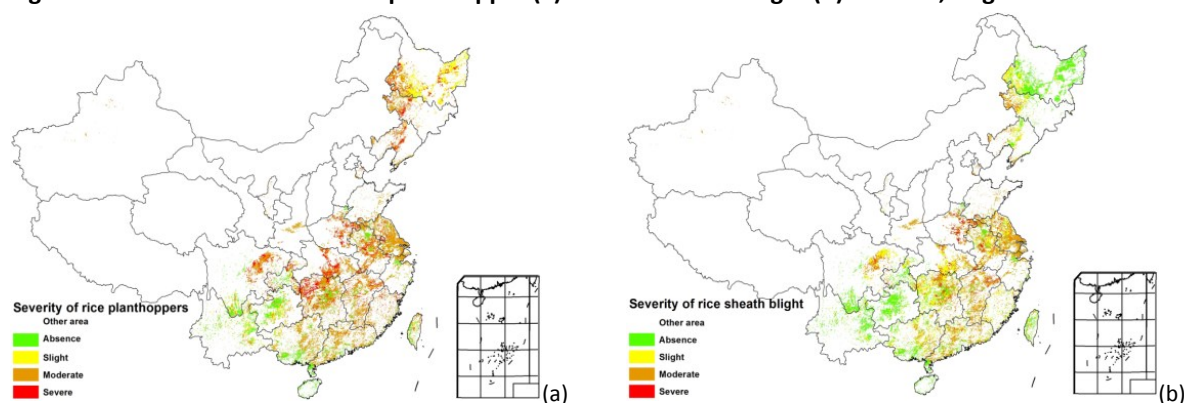 Severity of rice planthoppers
Other area
Absence
Slight
Moderate
Severe
(a)
Severity of rice sheath blight
Other area
Absence
Slight
Moderate
Severe
(b)